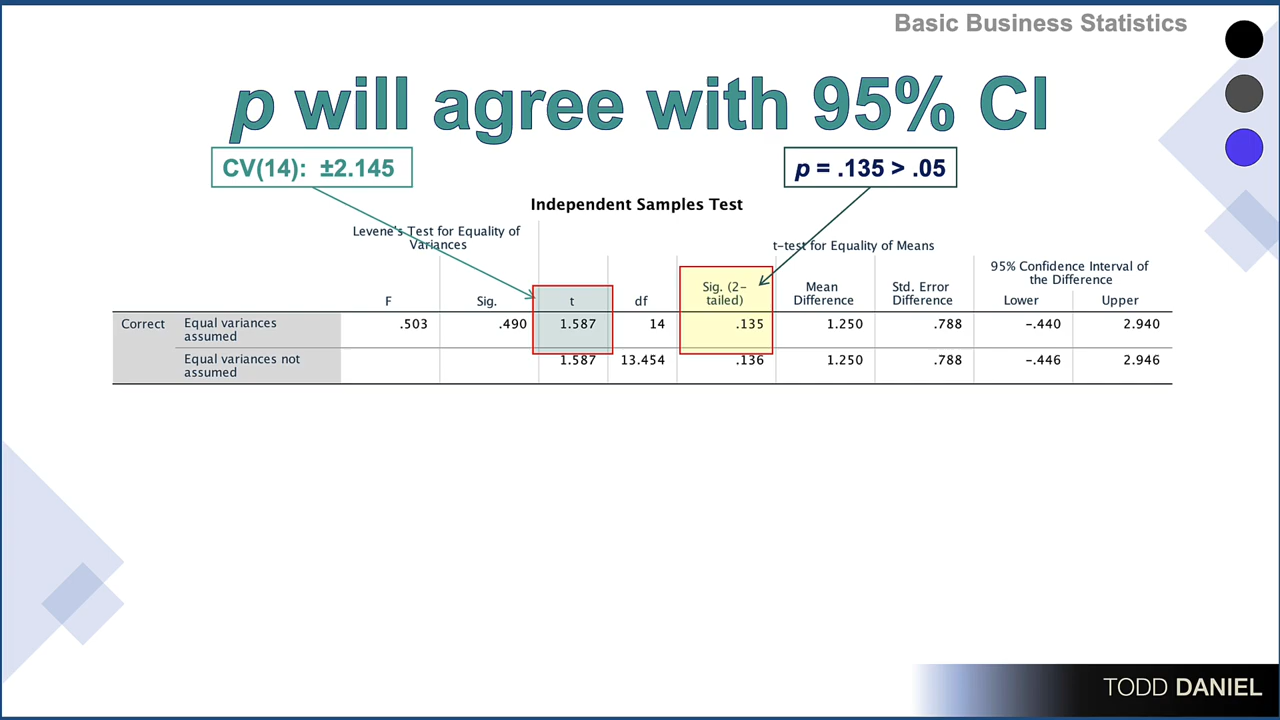 Basic Business Statistics
p will agree with 95% CI
CV(14): ±2.145
p = .135 > .05
Independent Samples Test
Levene's Test for Equality of
Variances
t-test for Equality of Means
95% Confidence Interval of
the Difference
F Sig. t df Sig. (2-
tailed) Mean
Difference Std. Error
Difference Lower Upper
Correct Equal variances
assumed .503 .490 1.587 14 .135 1.250 .788 -.440 2.940
Equal variances not
assumed 1.587 13.454 .136 1.250 .788 -.446 2.946
TODD DANIEL